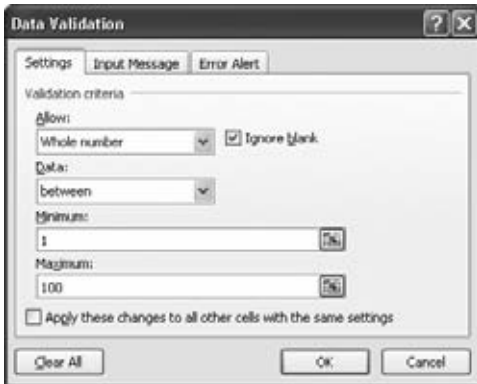 Data Validation
Settings Input Message Error Alert
Validation criteria
Allow:
Whole number Ignore blank
Data:
between
Minimum:
1
Maximum:
100
Apply these changes to all other cells with the same settings
Clear All OK Cancel